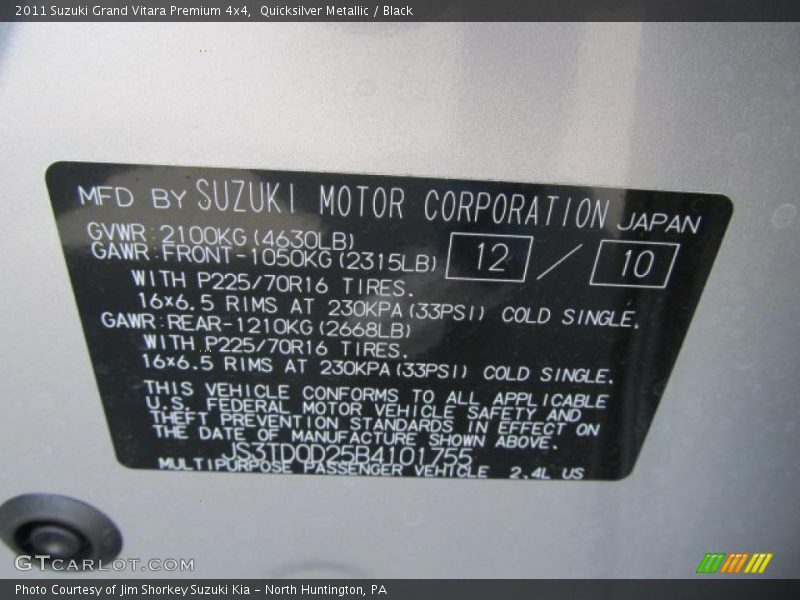 2011 Suzuki Grand Vitara Premium 4x4,  Quicksilver Metallic / Black
MFD BY SUZUKI MOTOR CORPORATION JAPAN
GVWR:2100KG(4630LB)
12 / 10
GAWR:FRONT-1050KG(2315LB)
WITH P225/70R16 TIRES.
16×6.5 RIMS AT 230KPA(33PSI) COLD SINGLE.
GAWR:REAR-1210KG(2668LB)
WITH P225/70R16 TIRES.
16×6.5 RIMS AT 230KPA(33PSI) COLD SINGLE.
THIS VEHICLE CONFORMS TO ALL APPLICABLE
U.S. FEDERAL MOTOR VEHICLE SAFETY AND
THEFT PREVENTION STANDARDS IN EFFECT ON
THE DATE OF MANUFACTURE SHOWN ABOVE.
JS3TD0D25B4101755
MULTIPURPOSE PASSENGER VEHICLE 2.4L US
GTCARLOT.COM
Photo Courtesy of Jim Shorkey Suzuki Kia – North Huntington, PA